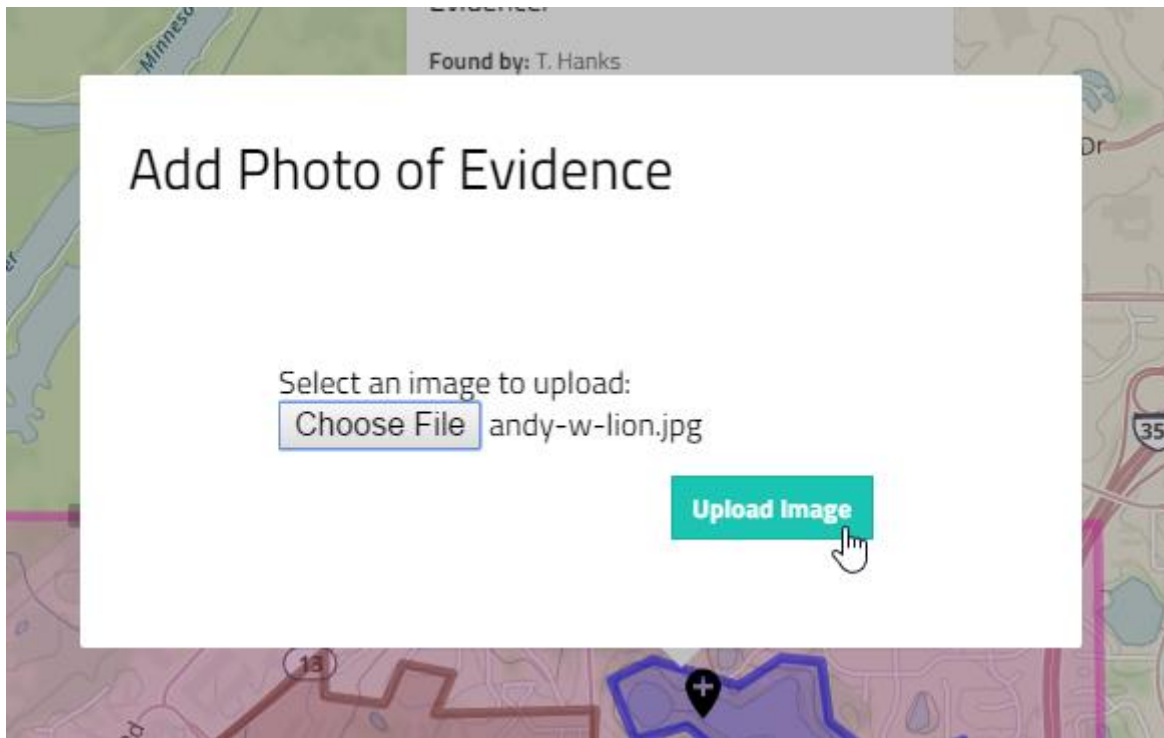 Found by: T. Hanks
Add Photo of Evidence
Dr
Select an image to upload:
Choose File andy-w-lion.jpg
35
Upload Image
13